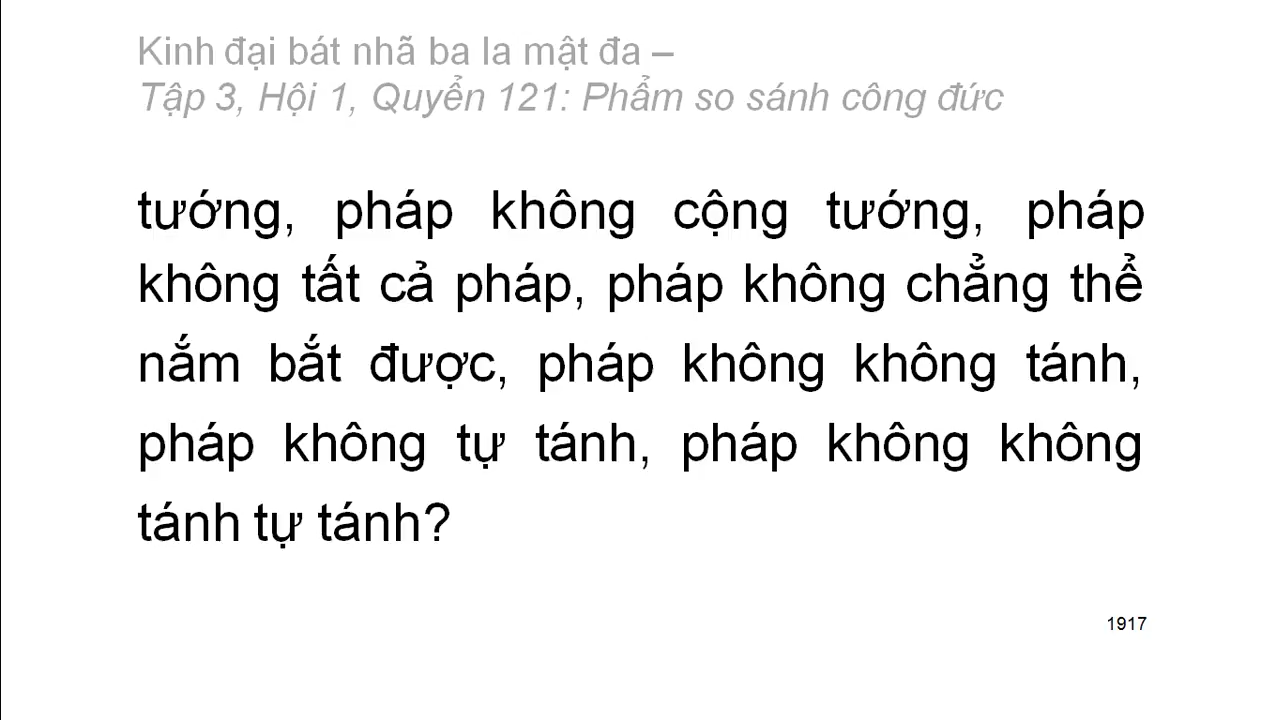 Kinh đại bát nhã ba la mật đa –
Tập 3, Hội 1, Quyển 121: Phẩm so sánh công đức
tướng, pháp không cộng tướng, pháp
không tất cả pháp, pháp không chẳng thể
nắm bắt được, pháp không không tánh,
pháp không tự tánh, pháp không không
tánh tự tánh?
1917